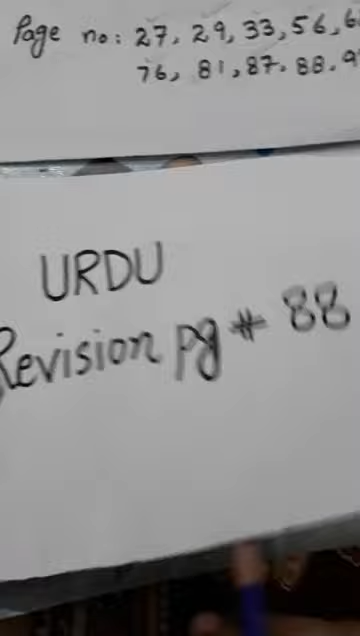 Page no: 27, 29, 33, 56,
76, 81, 87. 88.
URDU
Revision pg # 88